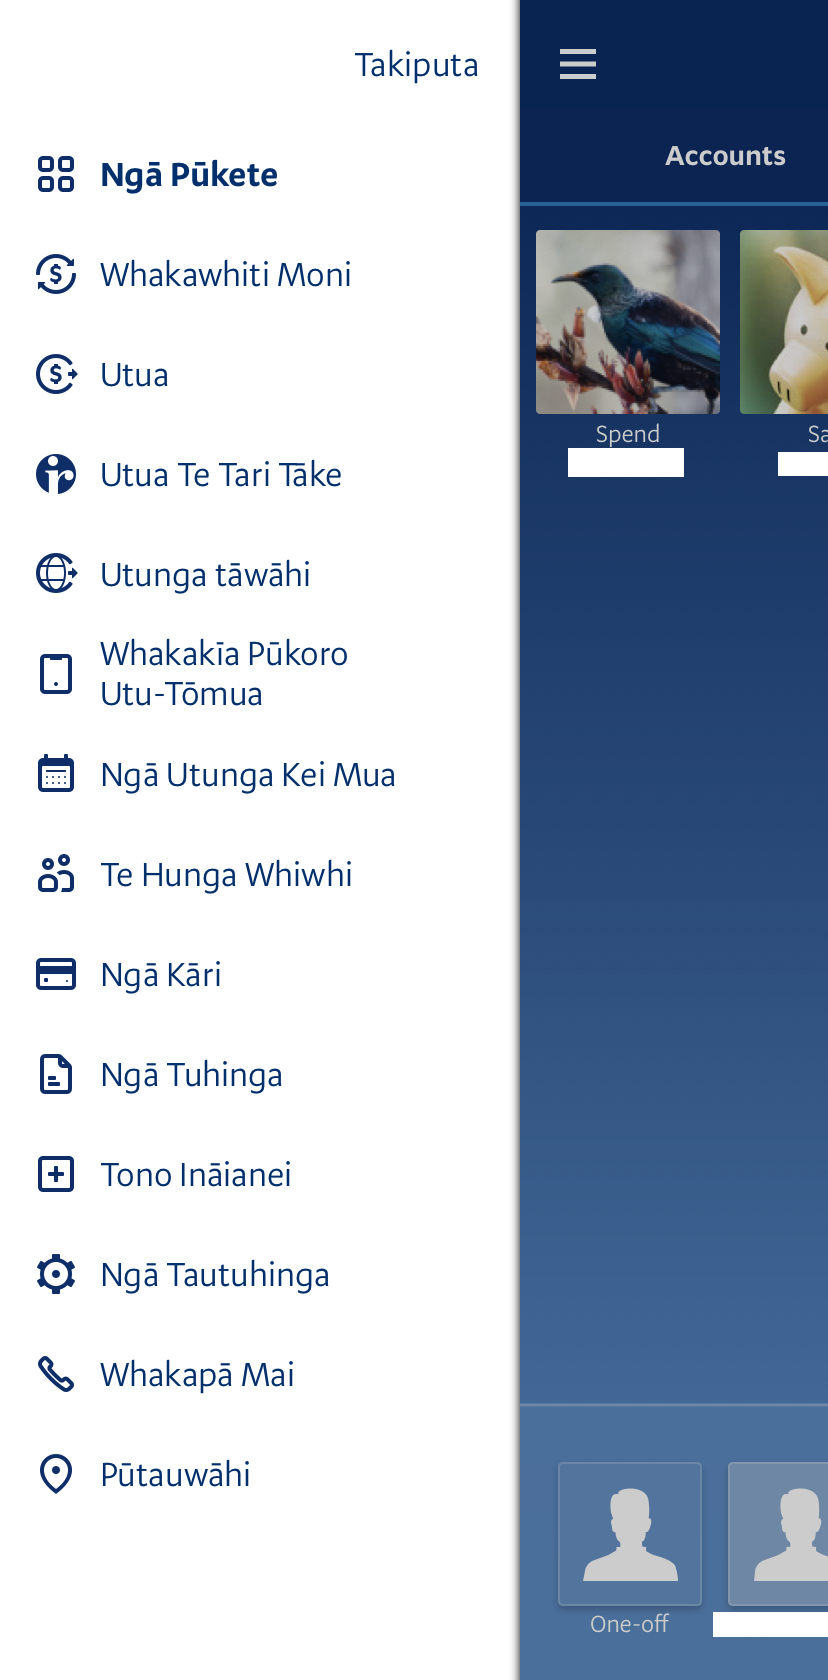 Takiputa
Ngā Pūkete
Whakawhiti Moni
Utua
Utua Te Tari Tāke
Utunga tāwāhi
Whakakīa Pūkoro
Utu-Tōmua
Ngā Utunga Kei Mua
Te Hunga Whiwhi
Ngā Kāri
Ngā Tuhinga
Tono Ināianei
Ngā Tautuhinga
Whakapā Mai
Pūtauwāhi
Accounts
Spend
Sa
One-off